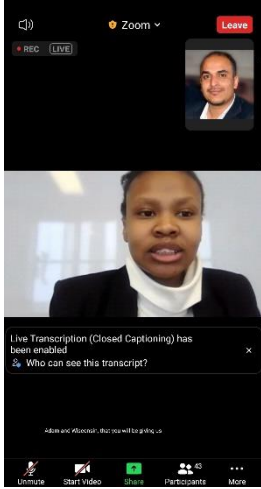 Zoom
Leave
REC LIVE
Live Transcription (Closed Captioning) has
been enabled
Who can see this transcript?
Adam and Wisconsin, that you will be giving us
43
Unmute Start Video Share Participants More